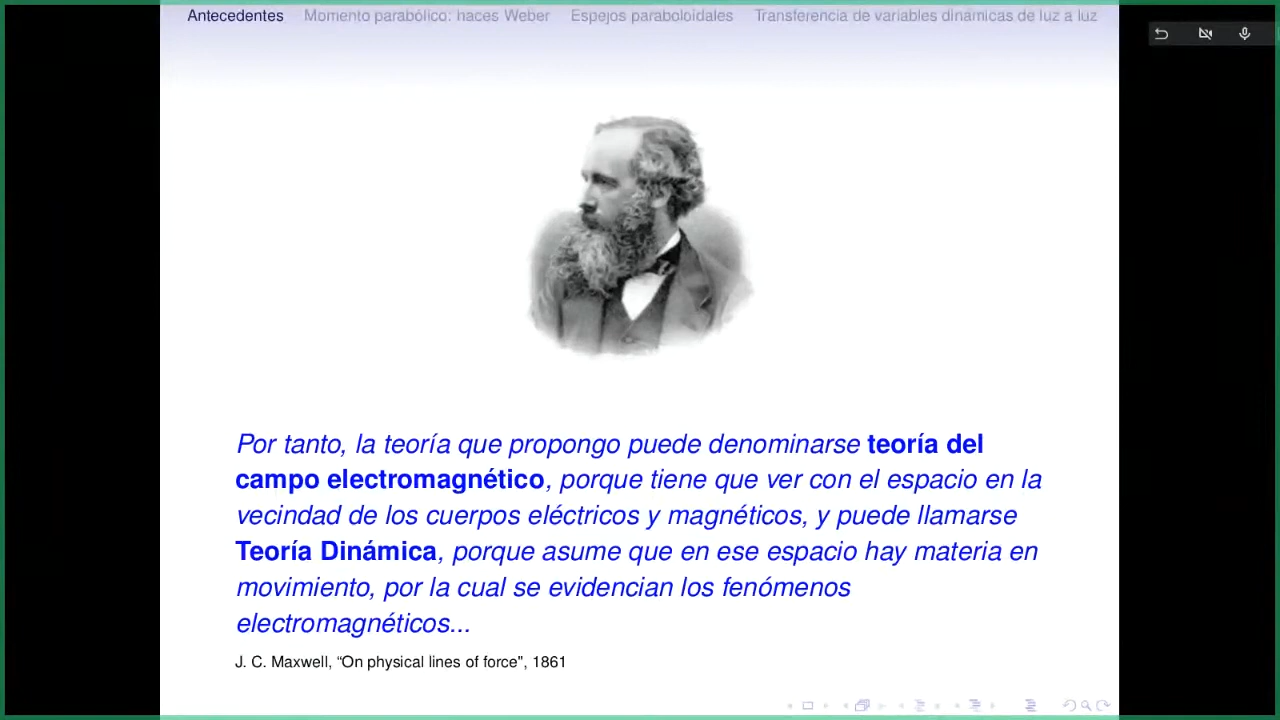 Antecedentes Momento parabólico: haces Weber Espejos paraboloidales Transferencia de variables dinámicas de luz a luz
Por tanto, la teoría que propongo puede denominarse teoría del
campo electromagnético, porque tiene que ver con el espacio en la
vecindad de los cuerpos eléctricos y magnéticos, y puede llamarse
Teoría Dinámica, porque asume que en ese espacio hay materia en
movimiento, por la cual se evidencian los fenómenos
electromagnéticos...
J. C. Maxwell, “On physical lines of force", 1861